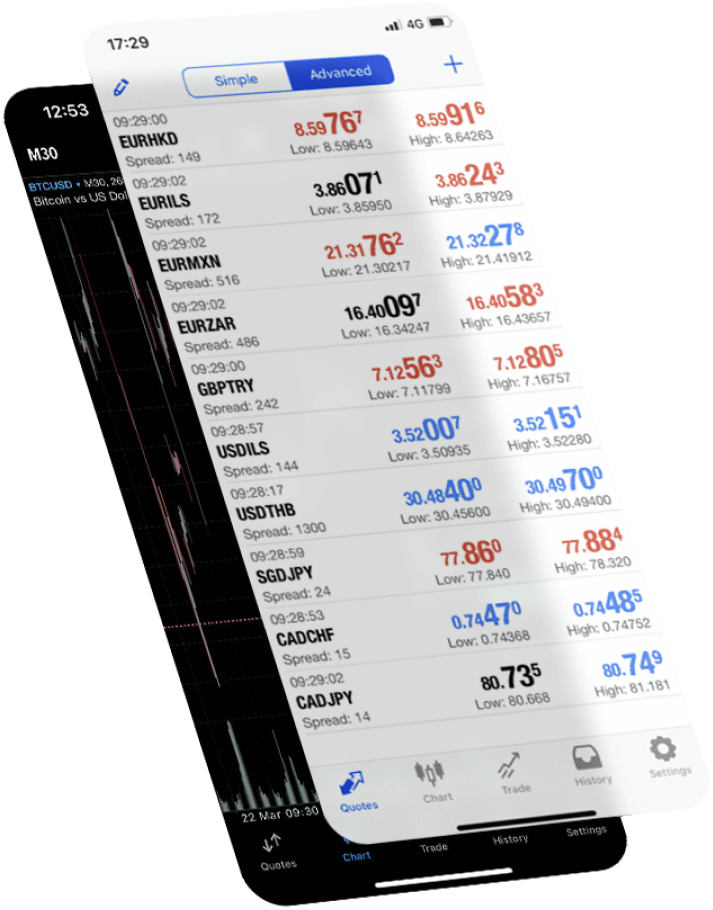 17:29
4G
Simple
Advanced
09:29:00
EURHKD
Spread: 149
8.59767
Low: 8.59643
8.59916
High: 8.64263
09:29:02
EURILS
Spread: 172
3.86071
Low: 3.85950
3.86243
High: 3.87929
09:29:02
EURMXN
Spread: 516
21.31762
Low: 21.30217
21.32278
High: 21.41912
09:29:02
EURZAR
Spread: 486
16.40097
Low: 16.34247
16.40583
High: 16.43657
09:29:00
GBPTRY
Spread: 242
7.12563
Low: 7.11799
7.12805
High: 7.16757
09:28:57
USDILS
Spread: 144
3.52007
Low: 3.50935
3.52151
High: 3.52280
09:28:17
USDTHB
Spread: 1300
30.48400
Low: 30.45600
30.49700
High: 30.49400
09:28:59
SGDJPY
Spread: 24
77.860
Low: 77.840
77.884
High: 78.320
09:28:53
CADCHF
Spread: 15
0.74470
Low: 0.74368
0.74485
High: 0.74752
09:29:02
CADJPY
Spread: 14
80.735
Low: 80.668
80.749
High: 81.181
Quotes
Chart
Trade
History
Settings
12:53
M30
BTCUSD • M30, 26
Bitcoin vs US Dol
22 Mar 09:30
Quotes
Chart
Trade
History
Settings